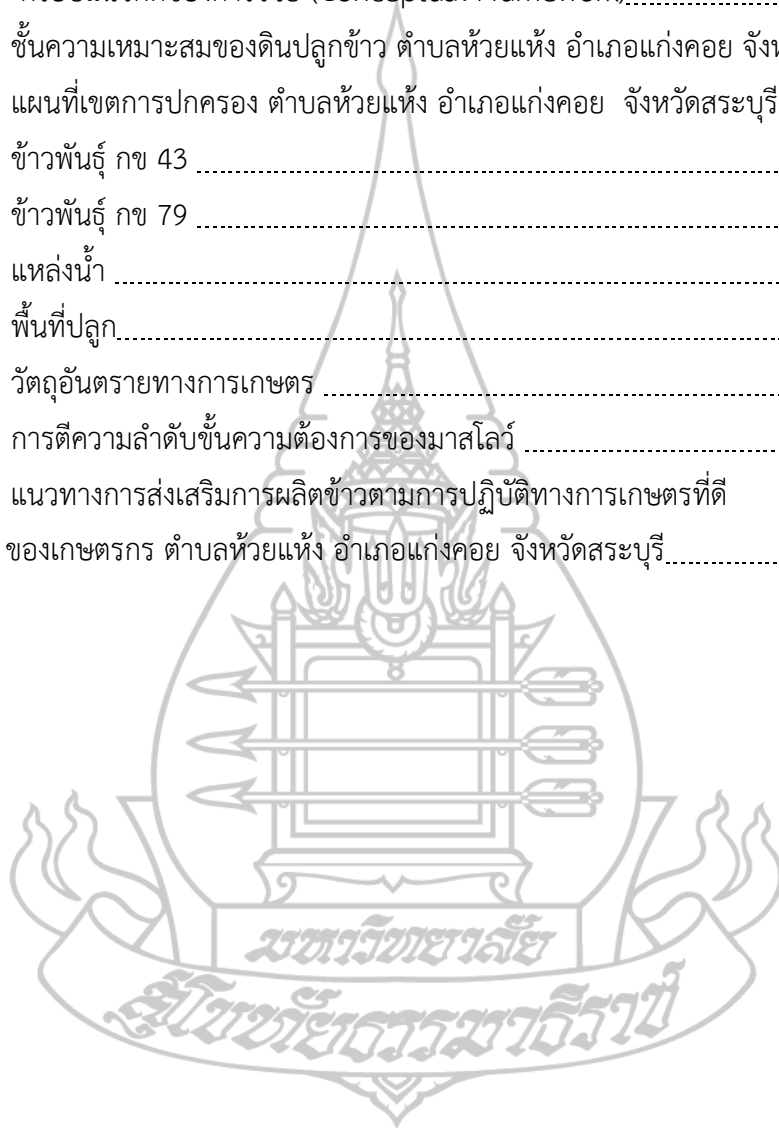 ชั้นความเหมาะสมของดินปลูกข้าว ตำบลห้วยแห้ง อำเภอแก่งคอย
แผนที่เขตการปกครอง ตำบลห้วยแห้ง อำเภอแก่งคอย จังหวัดสระบุรี
ข้าวพันธุ์ กข 43
ข้าวพันธุ์ กข 79
แหล่งน้ำ
พื้นที่ปลูก
วัตถุอันตรายทางการเกษตร
การตีความลำดับขั้นความต้องการของมาสโลว์
แนวทางการส่งเสริมการผลิตข้าวตามการปฏิบัติทางการเกษตรที่ดี
ของเกษตรกร ตำบลห้วยแห้ง อำเภอแก่งคอย จังหวัดสระบุรี
มหาวิทยาลัย
สุโขทัยธรรมาธิราช